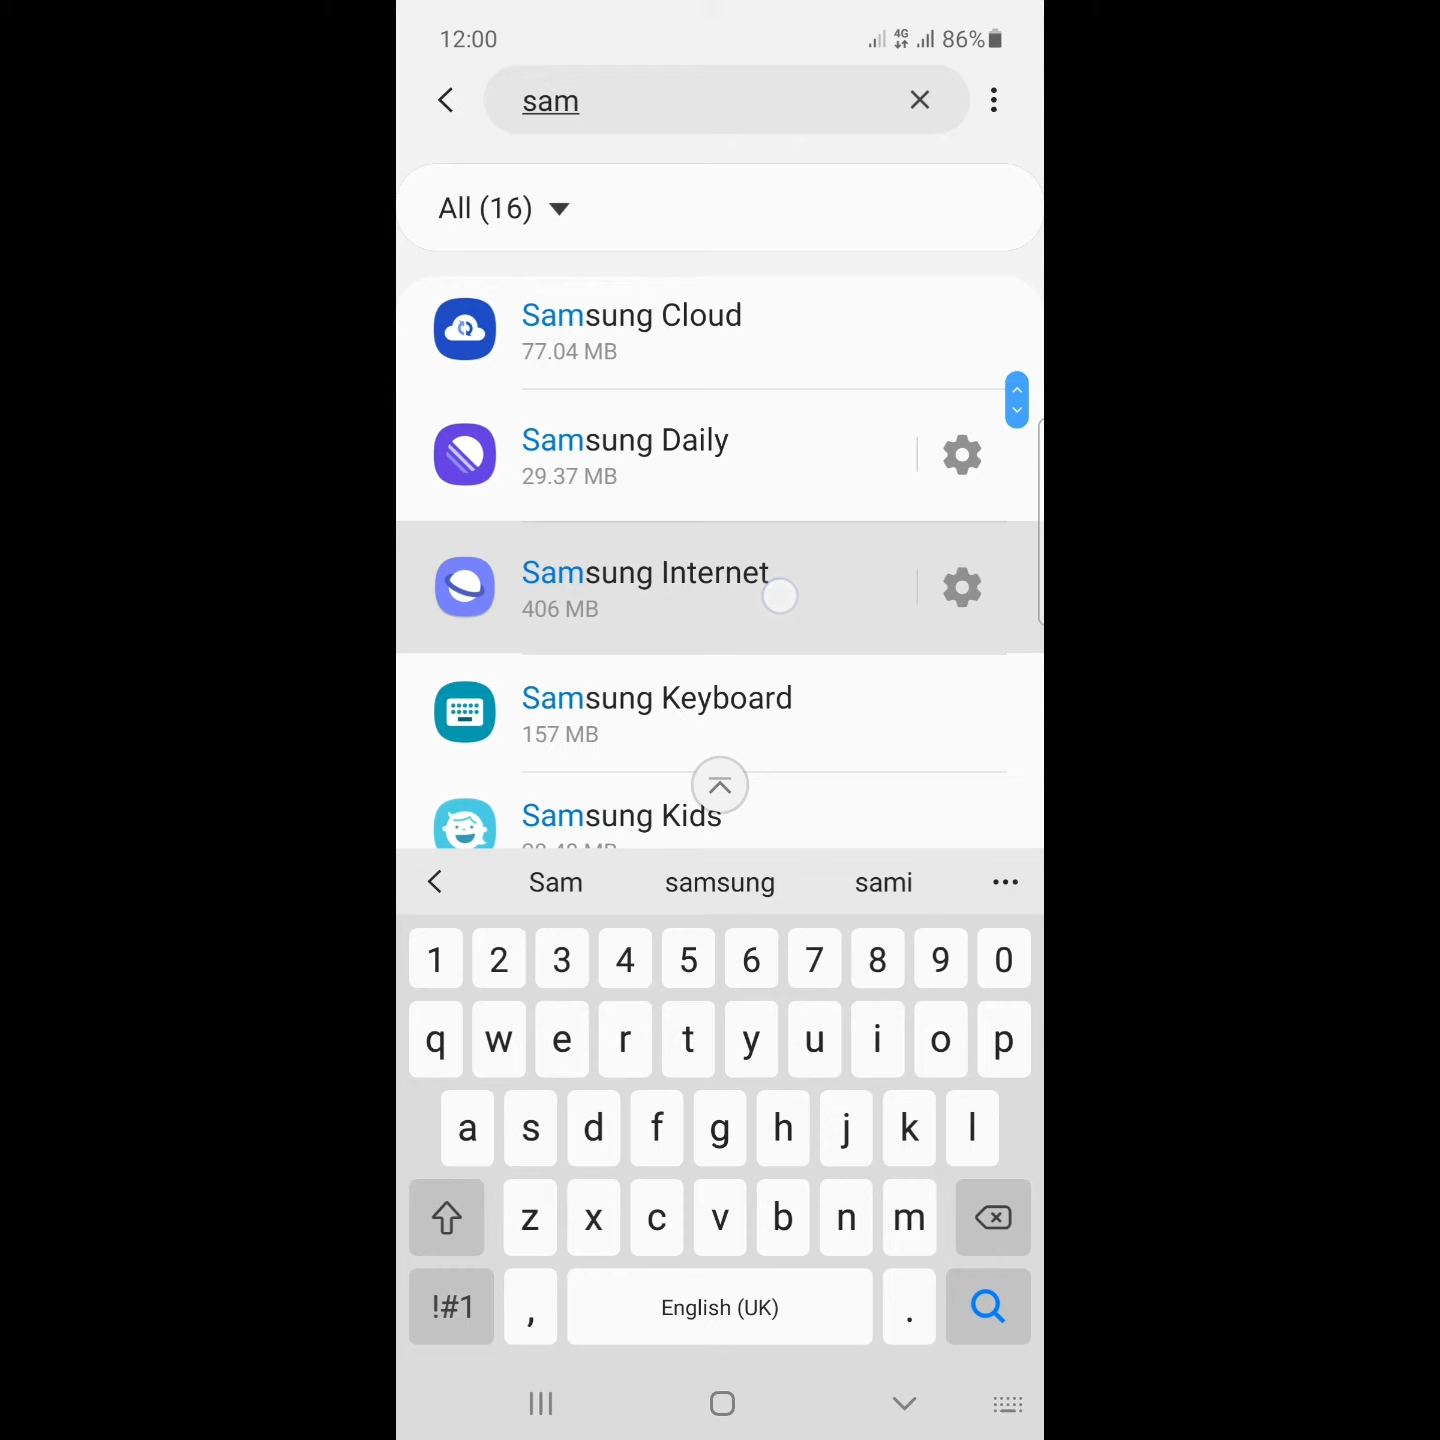 12:00 4G 86%
sam
All (16)
Samsung Cloud
77.04 MB
Samsung Daily
29.37 MB
Samsung Internet
406 MB
Samsung Keyboard
157 MB
Samsung Kids
Sam samsung sami
1 2 3 4 5 6 7 8 9 0
q w e r t y u i o p
a s d f g h j k l
z x c v b n m
!#1 , English (UK) .